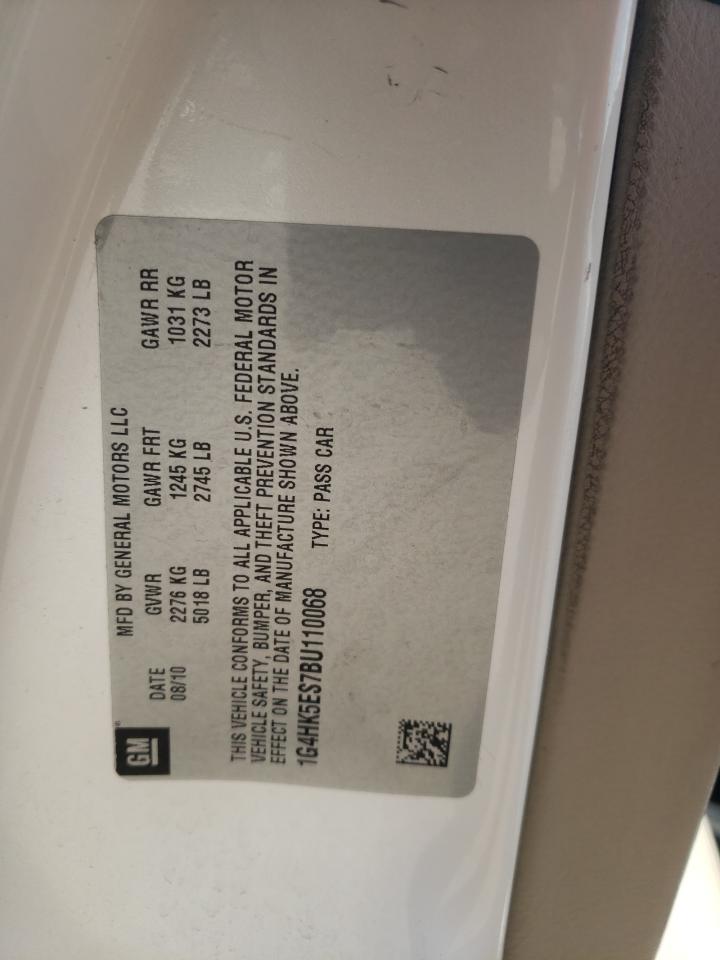 GM
MFD BY GENERAL MOTORS LLC
DATE GVWR GAWR FRT GAWR RR
08/10 2276 KG 1245 KG 1031 KG
5018 LB 2745 LB 2273 LB
THIS VEHICLE CONFORMS TO ALL APPLICABLE U.S. FEDERAL MOTOR
VEHICLE SAFETY, BUMPER, AND THEFT PREVENTION STANDARDS IN
EFFECT ON THE DATE OF MANUFACTURE SHOWN ABOVE.
1G4HK5ES7BU110068 TYPE: PASS CAR